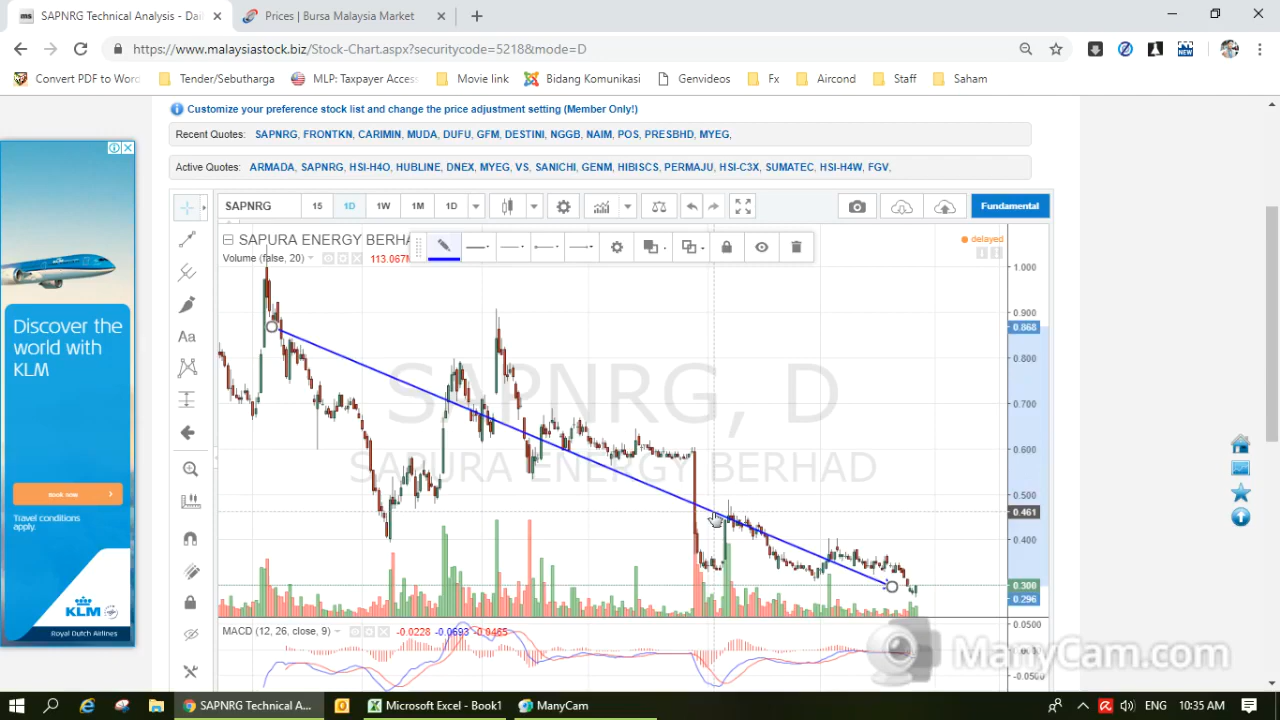 SAPNRG Technical Analysis - Dail
Prices | Bursa Malaysia Market
https://www.malaysiastock.biz/Stock-Chart.aspx?securitycode=5218&mode=D
NEW
Convert PDF to Word
Tender/Sebutharga
MLP: Taxpayer Access
Movie link
Bidang Komunikasi
Genvideos
Fx
Aircond
Staff
Saham
Customize your preference stock list and change the price adjustment setting (Member Only!)
Recent Quotes: SAPNRG, FRONTKN, CARIMIN, MUDA, DUFU, GFM, DESTINI, NGGB, NAIM, POS, PRESBHD, MYEG,
Active Quotes: ARMADA, SAPNRG, HSI-H4O, HUBLINE, DNEX, MYEG, VS, SANICHI, GENM, HIBISCS, PERMAJU, HSI-C3X, SUMATEC, HSI-H4W, FGV,
SAPNRG 15 1D 1W 1M 1D
Fundamental
SAPURA ENERGY BERHA
delayed
Volume (false, 20)
113.067M
Aa
1.000
0.900
0.868
0.800
0.700
0.600
0.500
0.461
0.400
0.300
0.296
SAPNRG, D
SAPURA ENERGY BERHAD
MACD (12, 26, close, 9)
-0.0228 -0.0693 -0.0465
0.0500
-0.0500
Discover the
world with
KLM
Book now
Travel conditions
apply.
KLM
Royal Dutch Airlines
ManyCam.com
SAPNRG Technical A...
Microsoft Excel - Book1
ManyCam
10:35 AM